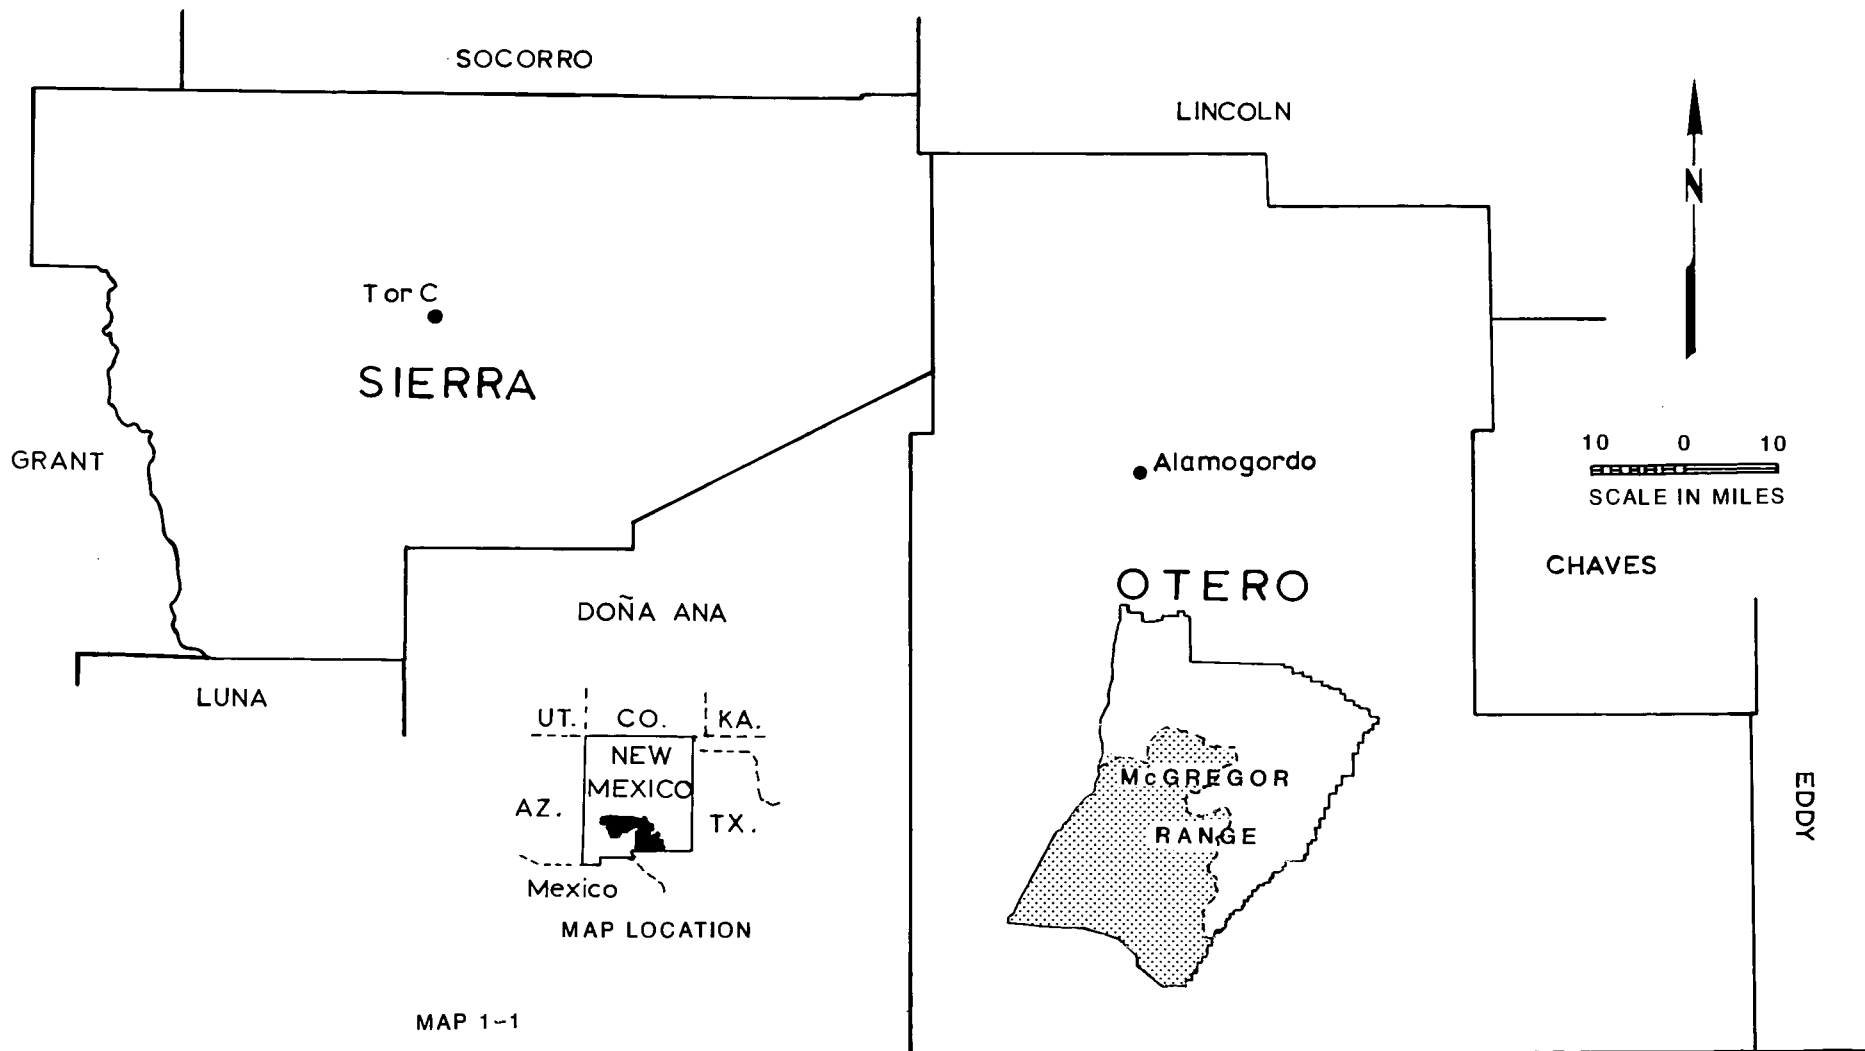 SOCORRO
LINCOLN
N
T or C
SIERRA
GRANT
Alamogordo
10 0 10
SCALE IN MILES
CHAVES
OTERO
DOÑA ANA
LUNA
UT. CO. KA.
NEW
MEXICO
AZ. TX.
Mexico
MAP LOCATION
McGREGOR
RANGE
EDDY
MAP 1-1